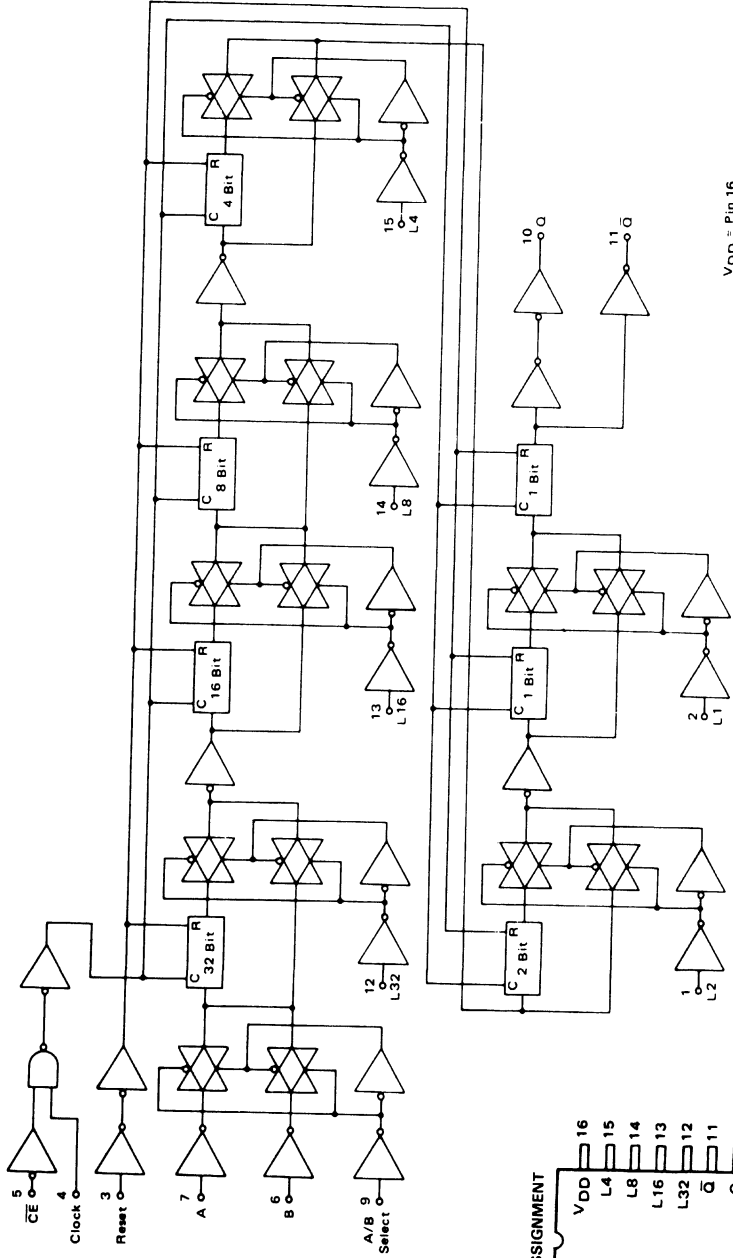 5
CE̅
4
Clock
3
Reset
7
A
6
B
9
A/B
Select
C
R
32 Bit
12
L32
C
R
16 Bit
13
L16
C
R
8 Bit
14
L8
C
R
4 Bit
15
L4
C
R
2 Bit
1
L2
C
R
1 Bit
2
L1
C
R
1 Bit
10
Q
11
Q̅
VDD = Pin 16
SSIGNMENT
VDD 16
L4 15
L8 14
L16 13
L32 12
Q̅ 11